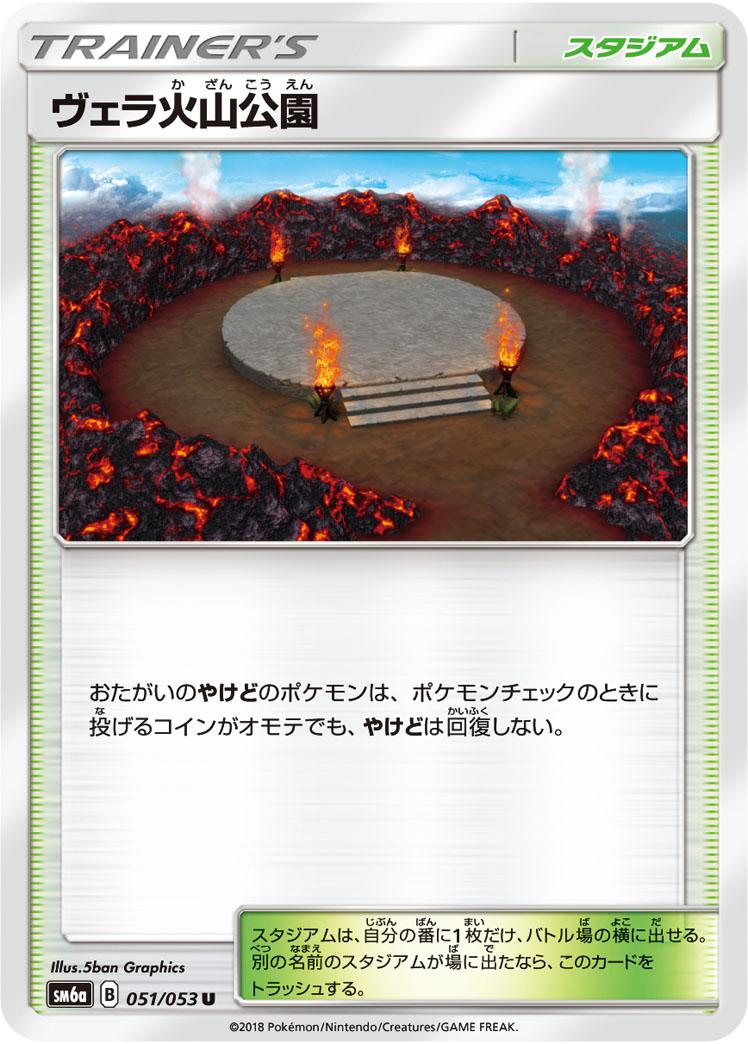 TRAINER'S スタジアム
か ざん こう えん
ヴェラ火山公園
おたがいのやけどのポケモンは、ポケモンチェックのときに
な
投げるコインがオモテでも、やけどは回復しない。
かいふく
じぶん ばん まい ば よこ だ
スタジアムは、自分の番に1枚だけ、バトル場の横に出せる。
べつ なまえ ば で
別の名前のスタジアムが場に出たなら、このカードを
トラッシュする。
Illus.5ban Graphics
SM6a B 051/053 U
©2018 Pokémon/Nintendo/Creatures/GAME FREAK.